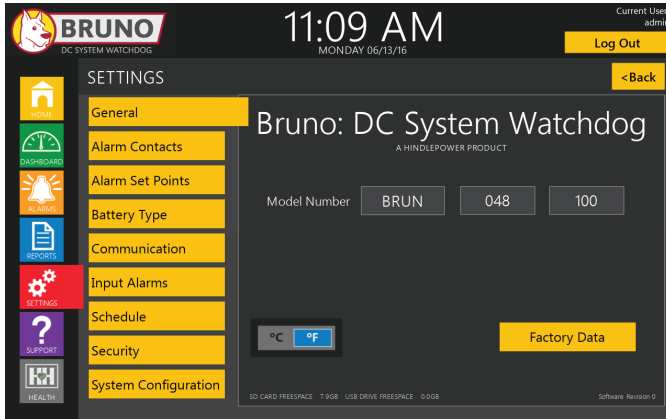 BRUNO
DC SYSTEM WATCHDOG
11:09 AM
MONDAY 06/13/16
Current User
admi
Log Out
SETTINGS
<Back
HOME
DASHBOARD
ALARMS
REPORTS
SETTINGS
SUPPORT
HEALTH
General
Alarm Contacts
Alarm Set Points
Battery Type
Communication
Input Alarms
Schedule
Security
System Configuration
Bruno: DC System Watchdog
A HINDLEPOWER PRODUCT
Model Number BRUN 048 100
ºC ºF
Factory Data
SD CARD FREESPACE 7.9GB USB DRIVE FREESPACE 0.0GB
Software Revision 0